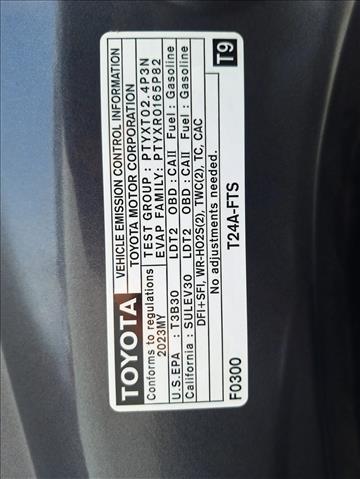 TOYOTA
VEHICLE EMISSION CONTROL INFORMATION
TOYOTA MOTOR CORPORATION
Conforms to regulations
2023MY
TEST GROUP : PTYXT02.4P3N
EVAP FAMILY: PTYXR0165P82
U.S.EPA : T3B30 LDT2 OBD : CAII Fuel : Gasoline
California : SULEV30 LDT2 OBD : CAII Fuel : Gasoline
DFI+SFI, WR-HO2S(2), TWC(2), TC, CAC
No adjustments needed.
F0300
T24A-FTS
T9